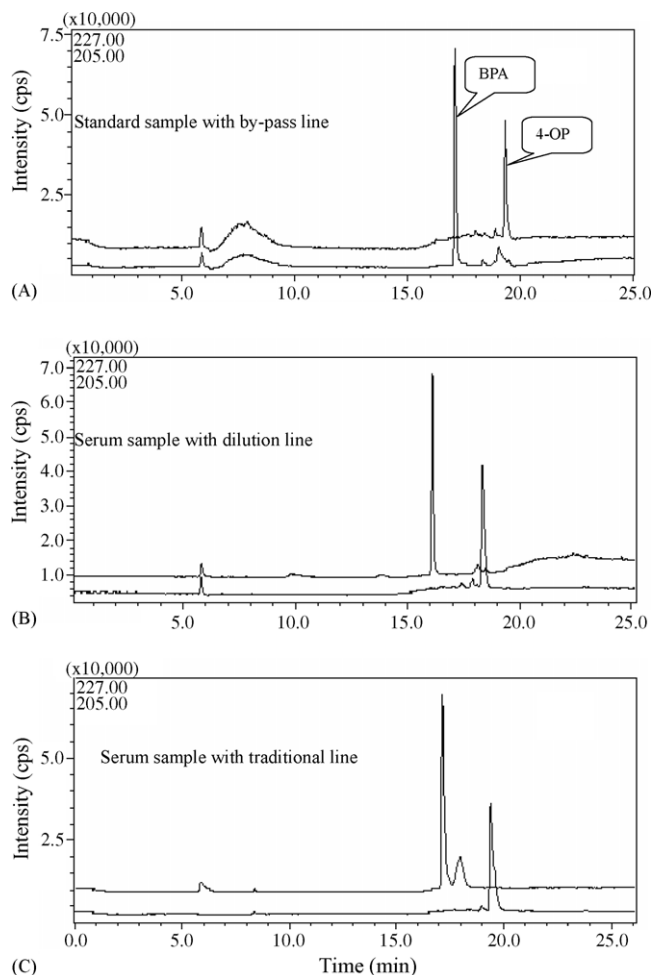 (x10,000)
7.5
227.00
205.00
BPA
4-OP
5.0
Standard sample with by-pass line
2.5
Intensity (cps)
(A)
5.0 10.0 15.0 20.0 25.0
(x10,000)
7.0
227.00
205.00
6.0
Serum sample with dilution line
5.0
4.0
3.0
2.0
1.0
Intensity (cps)
(B)
5.0 10.0 15.0 20.0 25.0
(x10,000)
227.00
205.00
Serum sample with traditional line
5.0
2.5
Intensity (cps)
0.0 5.0 10.0 15.0 20.0 25.0
(C)
Time (min)